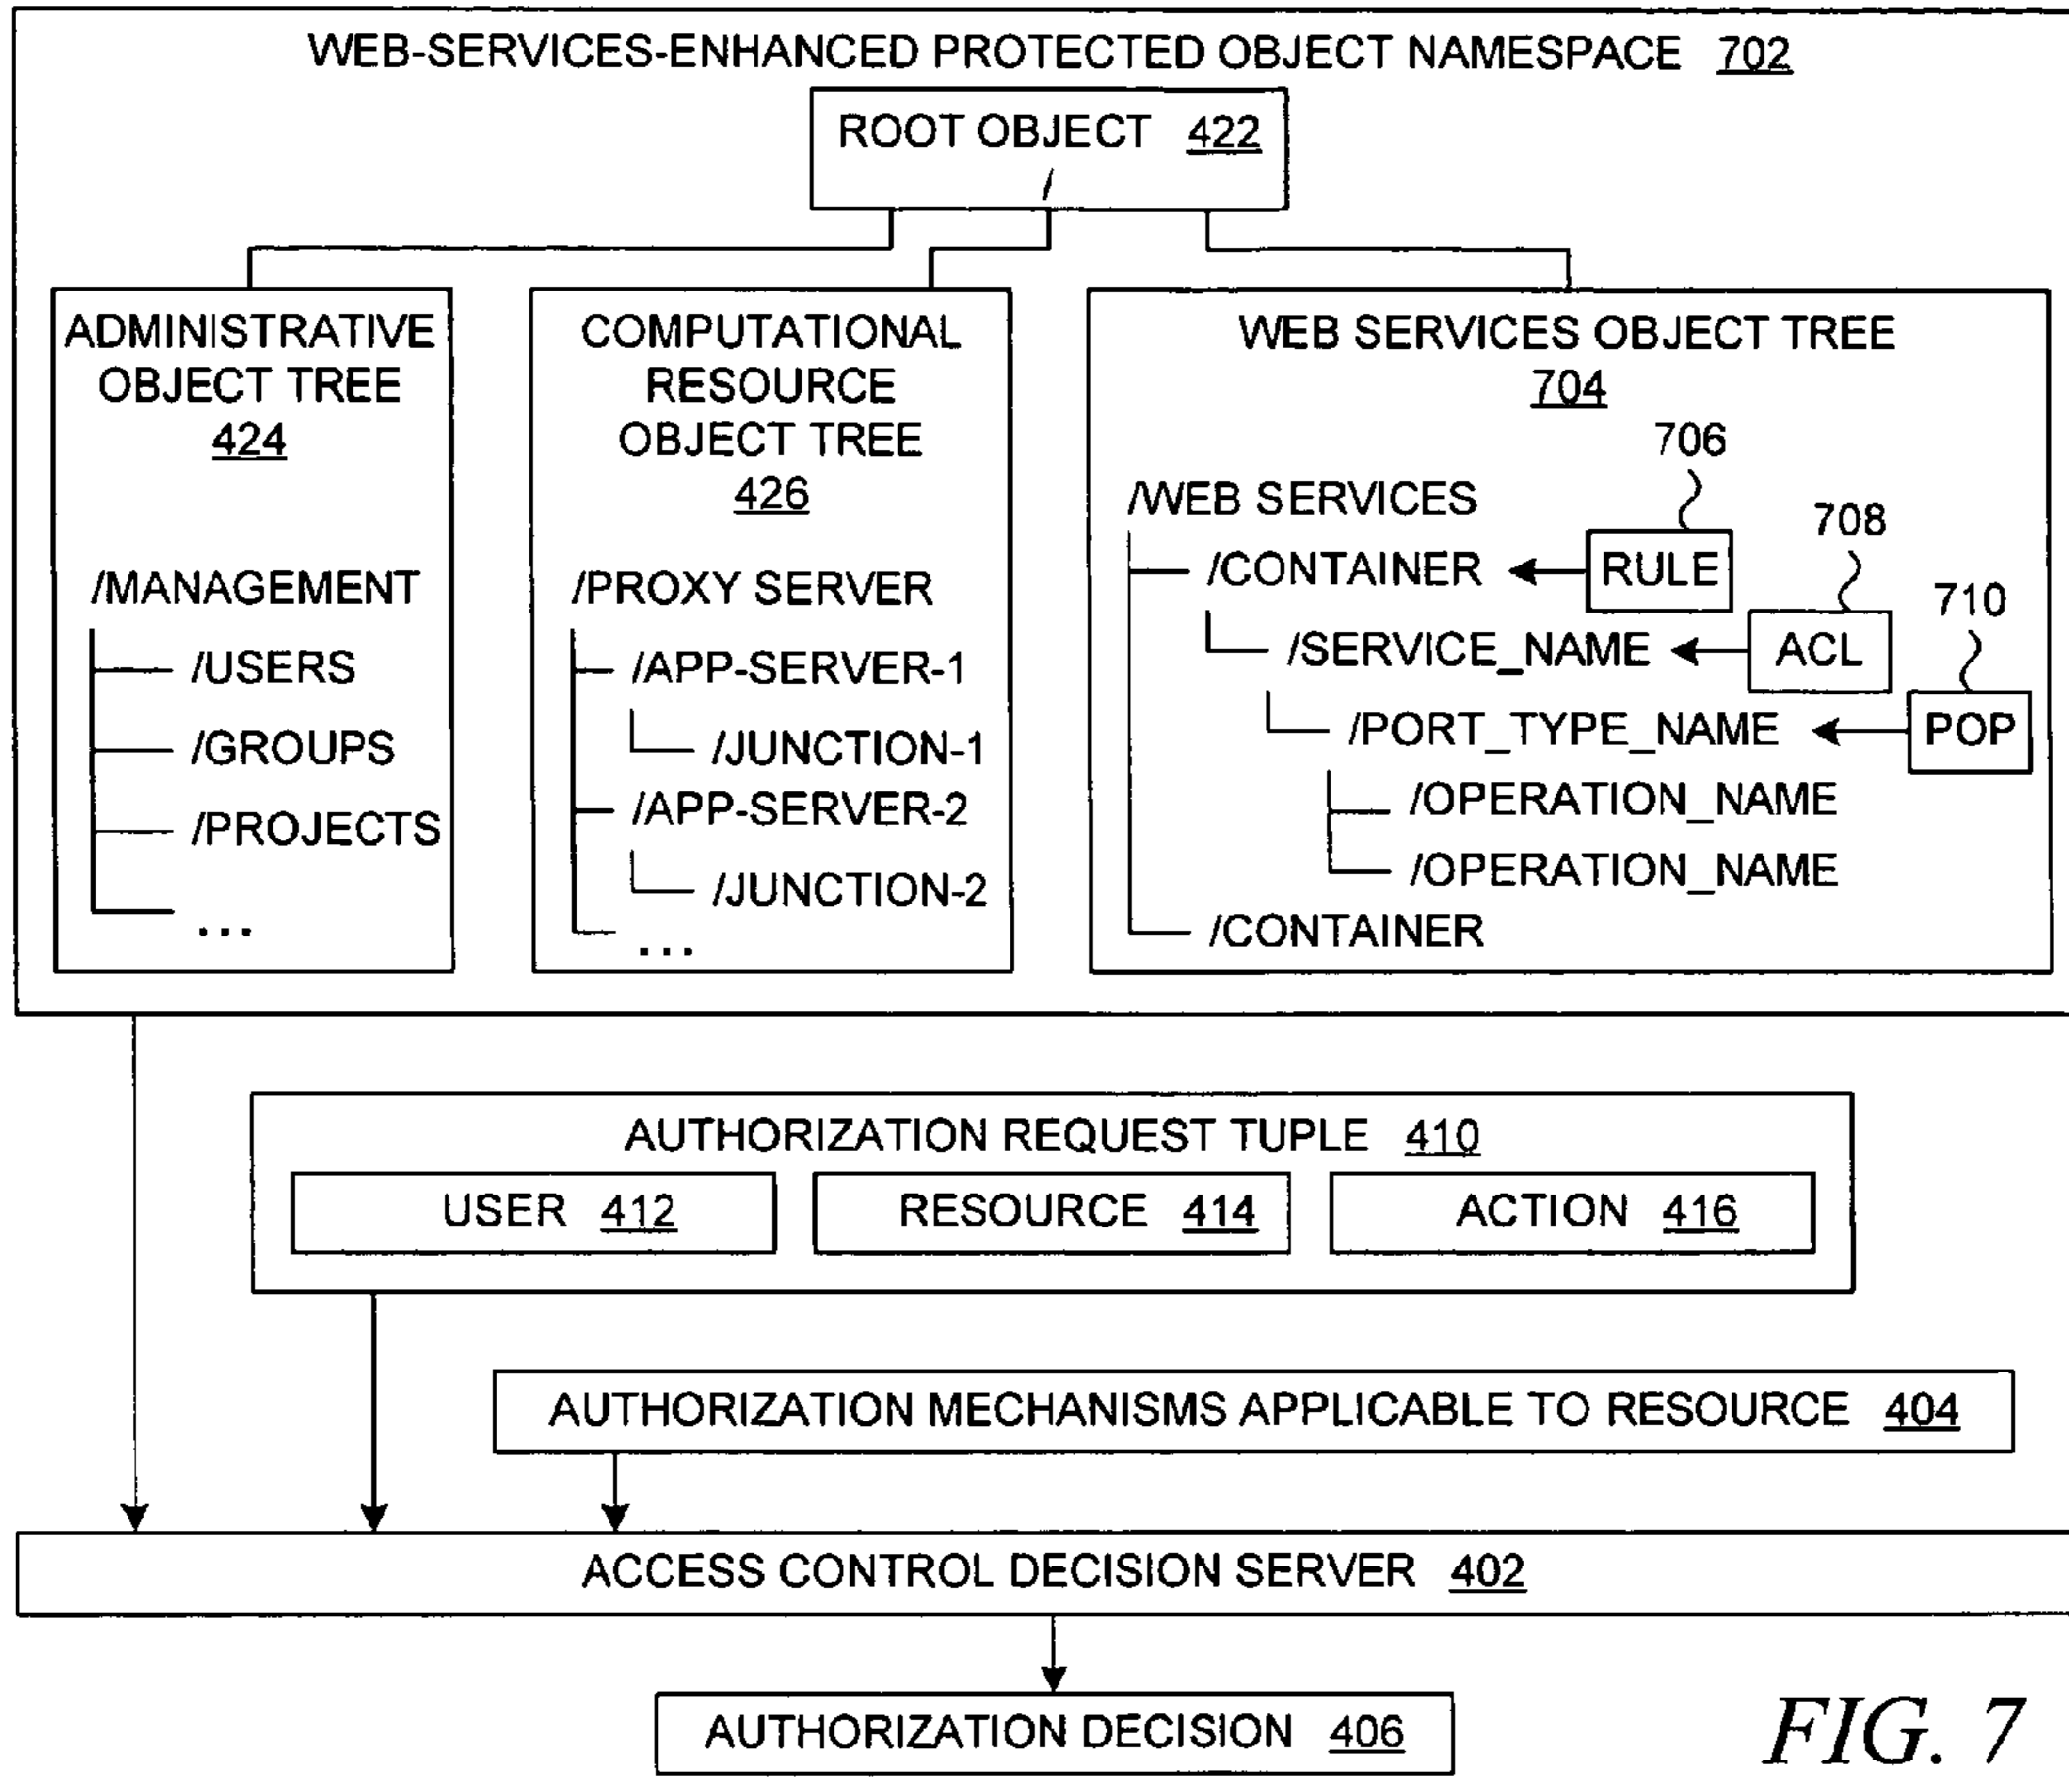 WEB-SERVICES-ENHANCED PROTECTED OBJECT NAMESPACE 702
ROOT OBJECT 422
/
ADMINISTRATIVE
OBJECT TREE
424
/MANAGEMENT
/USERS
/GROUPS
/PROJECTS
...
COMPUTATIONAL
RESOURCE
OBJECT TREE
426
/PROXY SERVER
/APP-SERVER-1
/JUNCTION-1
/APP-SERVER-2
/JUNCTION-2
...
WEB SERVICES OBJECT TREE
704
706
/WEB SERVICES
708
/CONTAINER RULE
710
/SERVICE_NAME ACL
/PORT_TYPE_NAME POP
/OPERATION_NAME
/OPERATION_NAME
/CONTAINER
AUTHORIZATION REQUEST TUPLE 410
USER 412
RESOURCE 414
ACTION 416
AUTHORIZATION MECHANISMS APPLICABLE TO RESOURCE 404
ACCESS CONTROL DECISION SERVER 402
AUTHORIZATION DECISION 406
FIG. 7